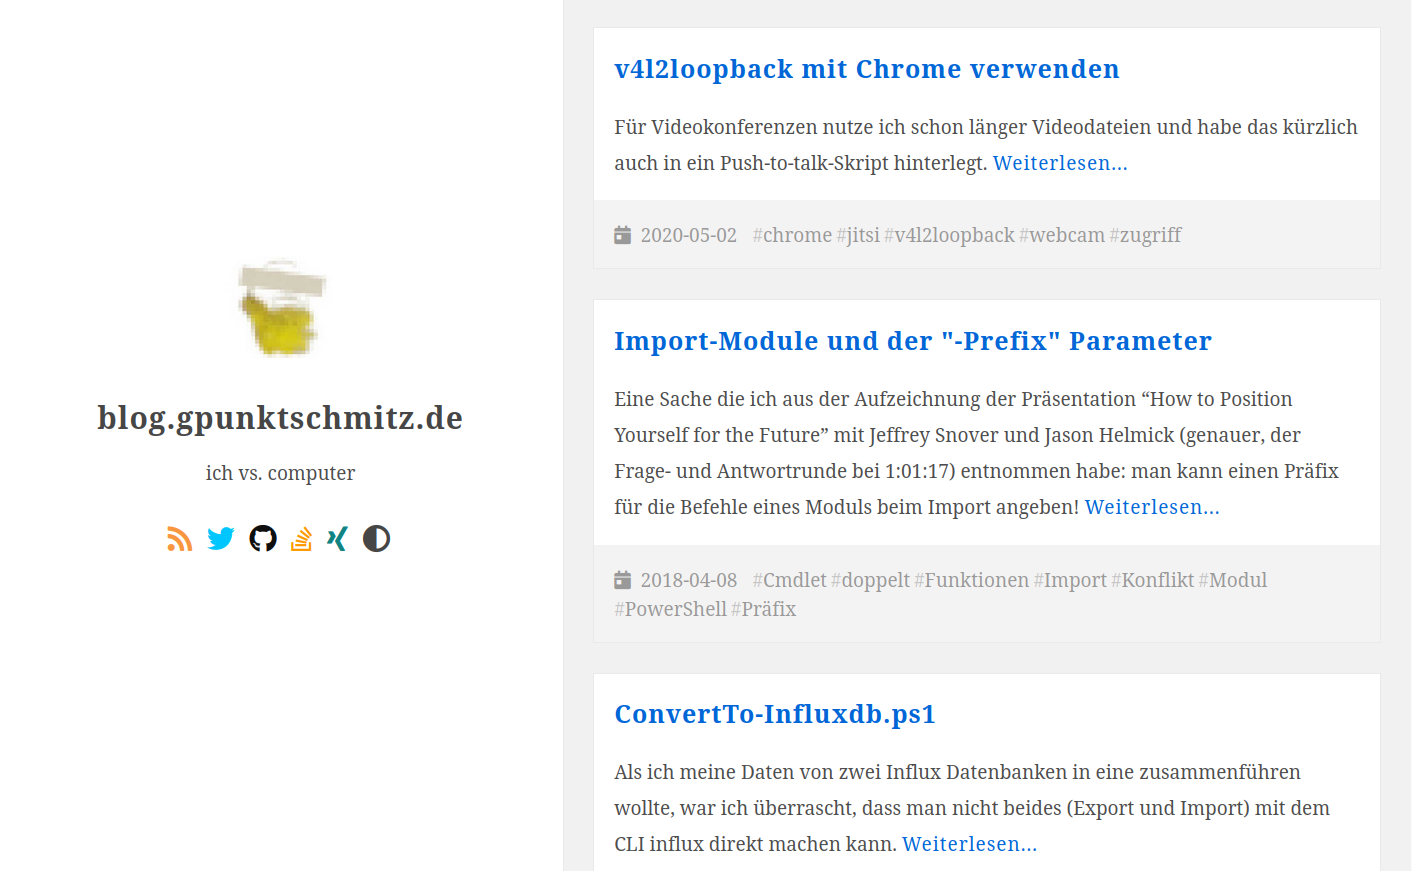 blog.gpunktschmitz.de
ich vs. computer
v4l2loopback mit Chrome verwenden
Für Videokonferenzen nutze ich schon länger Videodateien und habe das kürzlich
auch in ein Push-to-talk-Skript hinterlegt. Weiterlesen...
2020-05-02 #chrome #jitsi #v4l2loopback #webcam #zugriff
Import-Module und der "-Prefix" Parameter
Eine Sache die ich aus der Aufzeichnung der Präsentation “How to Position
Yourself for the Future” mit Jeffrey Snover und Jason Helmick (genauer, der
Frage- und Antwortrunde bei 1:01:17) entnommen habe: man kann einen Präfix
für die Befehle eines Moduls beim Import angeben! Weiterlesen...
2018-04-08 #Cmdlet #doppelt #Funktionen #Import #Konflikt #Modul
#PowerShell #Präfix
ConvertTo-Influxdb.ps1
Als ich meine Daten von zwei Influx Datenbanken in eine zusammenführen
wollte, war ich überrascht, dass man nicht beides (Export und Import) mit dem
CLI influx direkt machen kann. Weiterlesen...